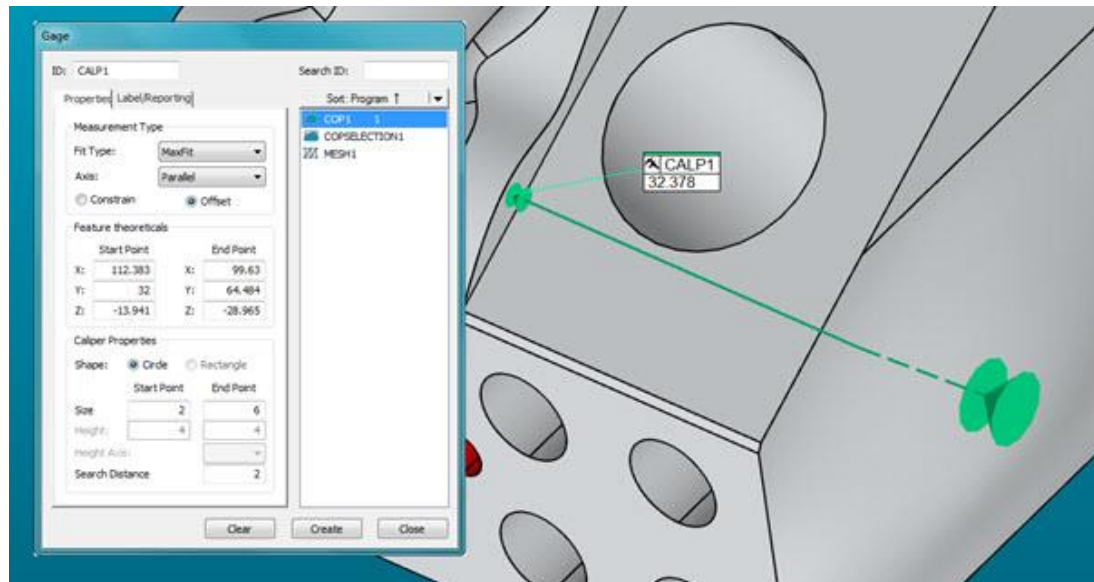 Gage
ID: CALP1 Search ID:
Properties Label/Reporting Sort: Program ↑
Measurement Type
Fit Type: MaxFit
Axis: Parallel
Constrain Offset
COP1 1
COPSELECTION1
MESH1
Feature theoreticals
Start Point End Point
X: 112.383 X: 99.63
Y: 32 Y: 64.484
Z: -13.941 Z: -28.965
Caliper Properties
Shape: Circle Rectangle
Start Point End Point
Size 2 6
Height: 4 4
Height Axis:
Search Distance 2
Clear Create Close
CALP1
32.378